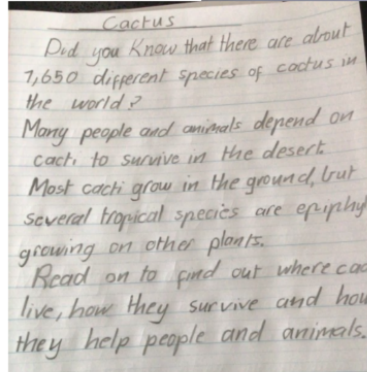 Cactus
Did you Know that there are about
1,650 different species of cactus in
the world?
Many people and animals depend on
cacti to survive in the desert.
Most cacti grow in the ground, but
several tropical species are epiphy
growing on other plants.
Read on to find out where cac
live, how they survive and how
they help people and animals.